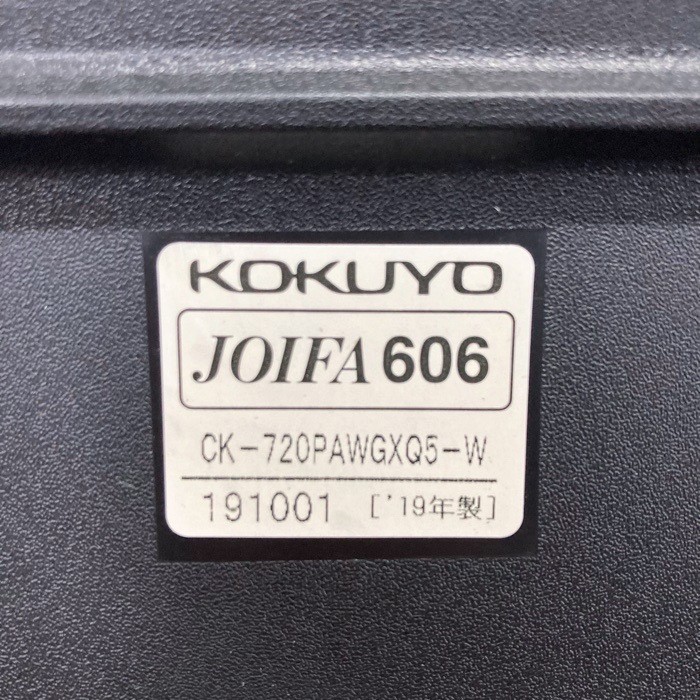 KOKUYO
JOIFA 606
CK-720PAWGXQ5-W
191001 ['19年製]